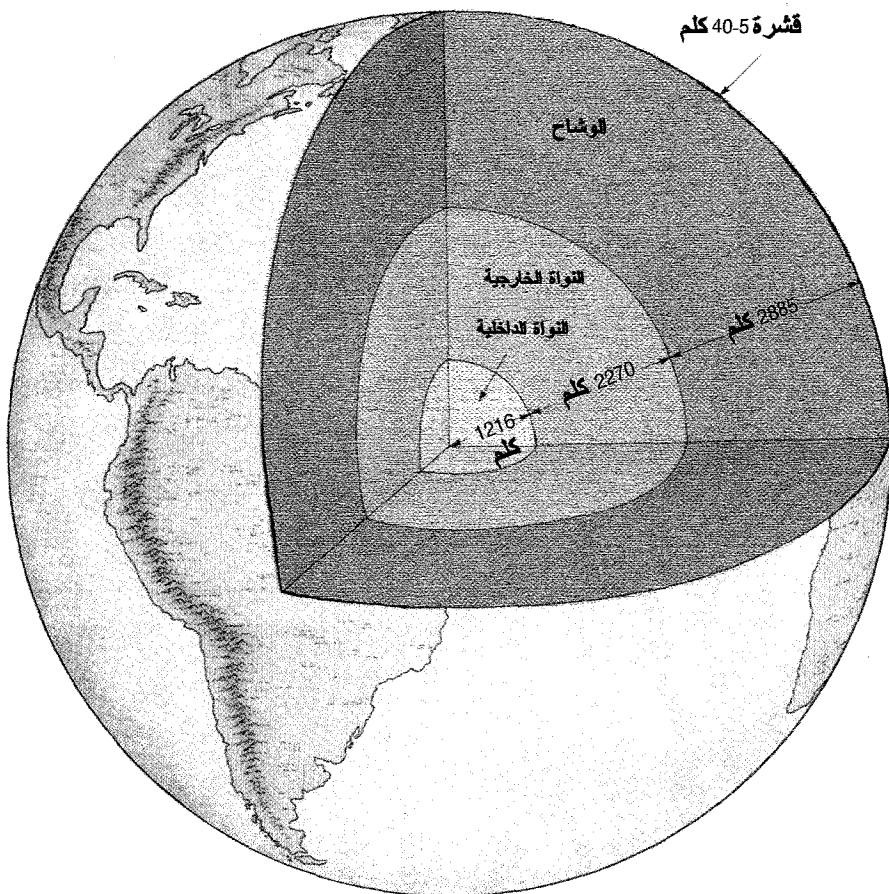 قشرة 5-40 كلم
الوشاح
النواة الخارجية
النواة الداخلية
2885 كلم
2270 كلم
1216
كلم